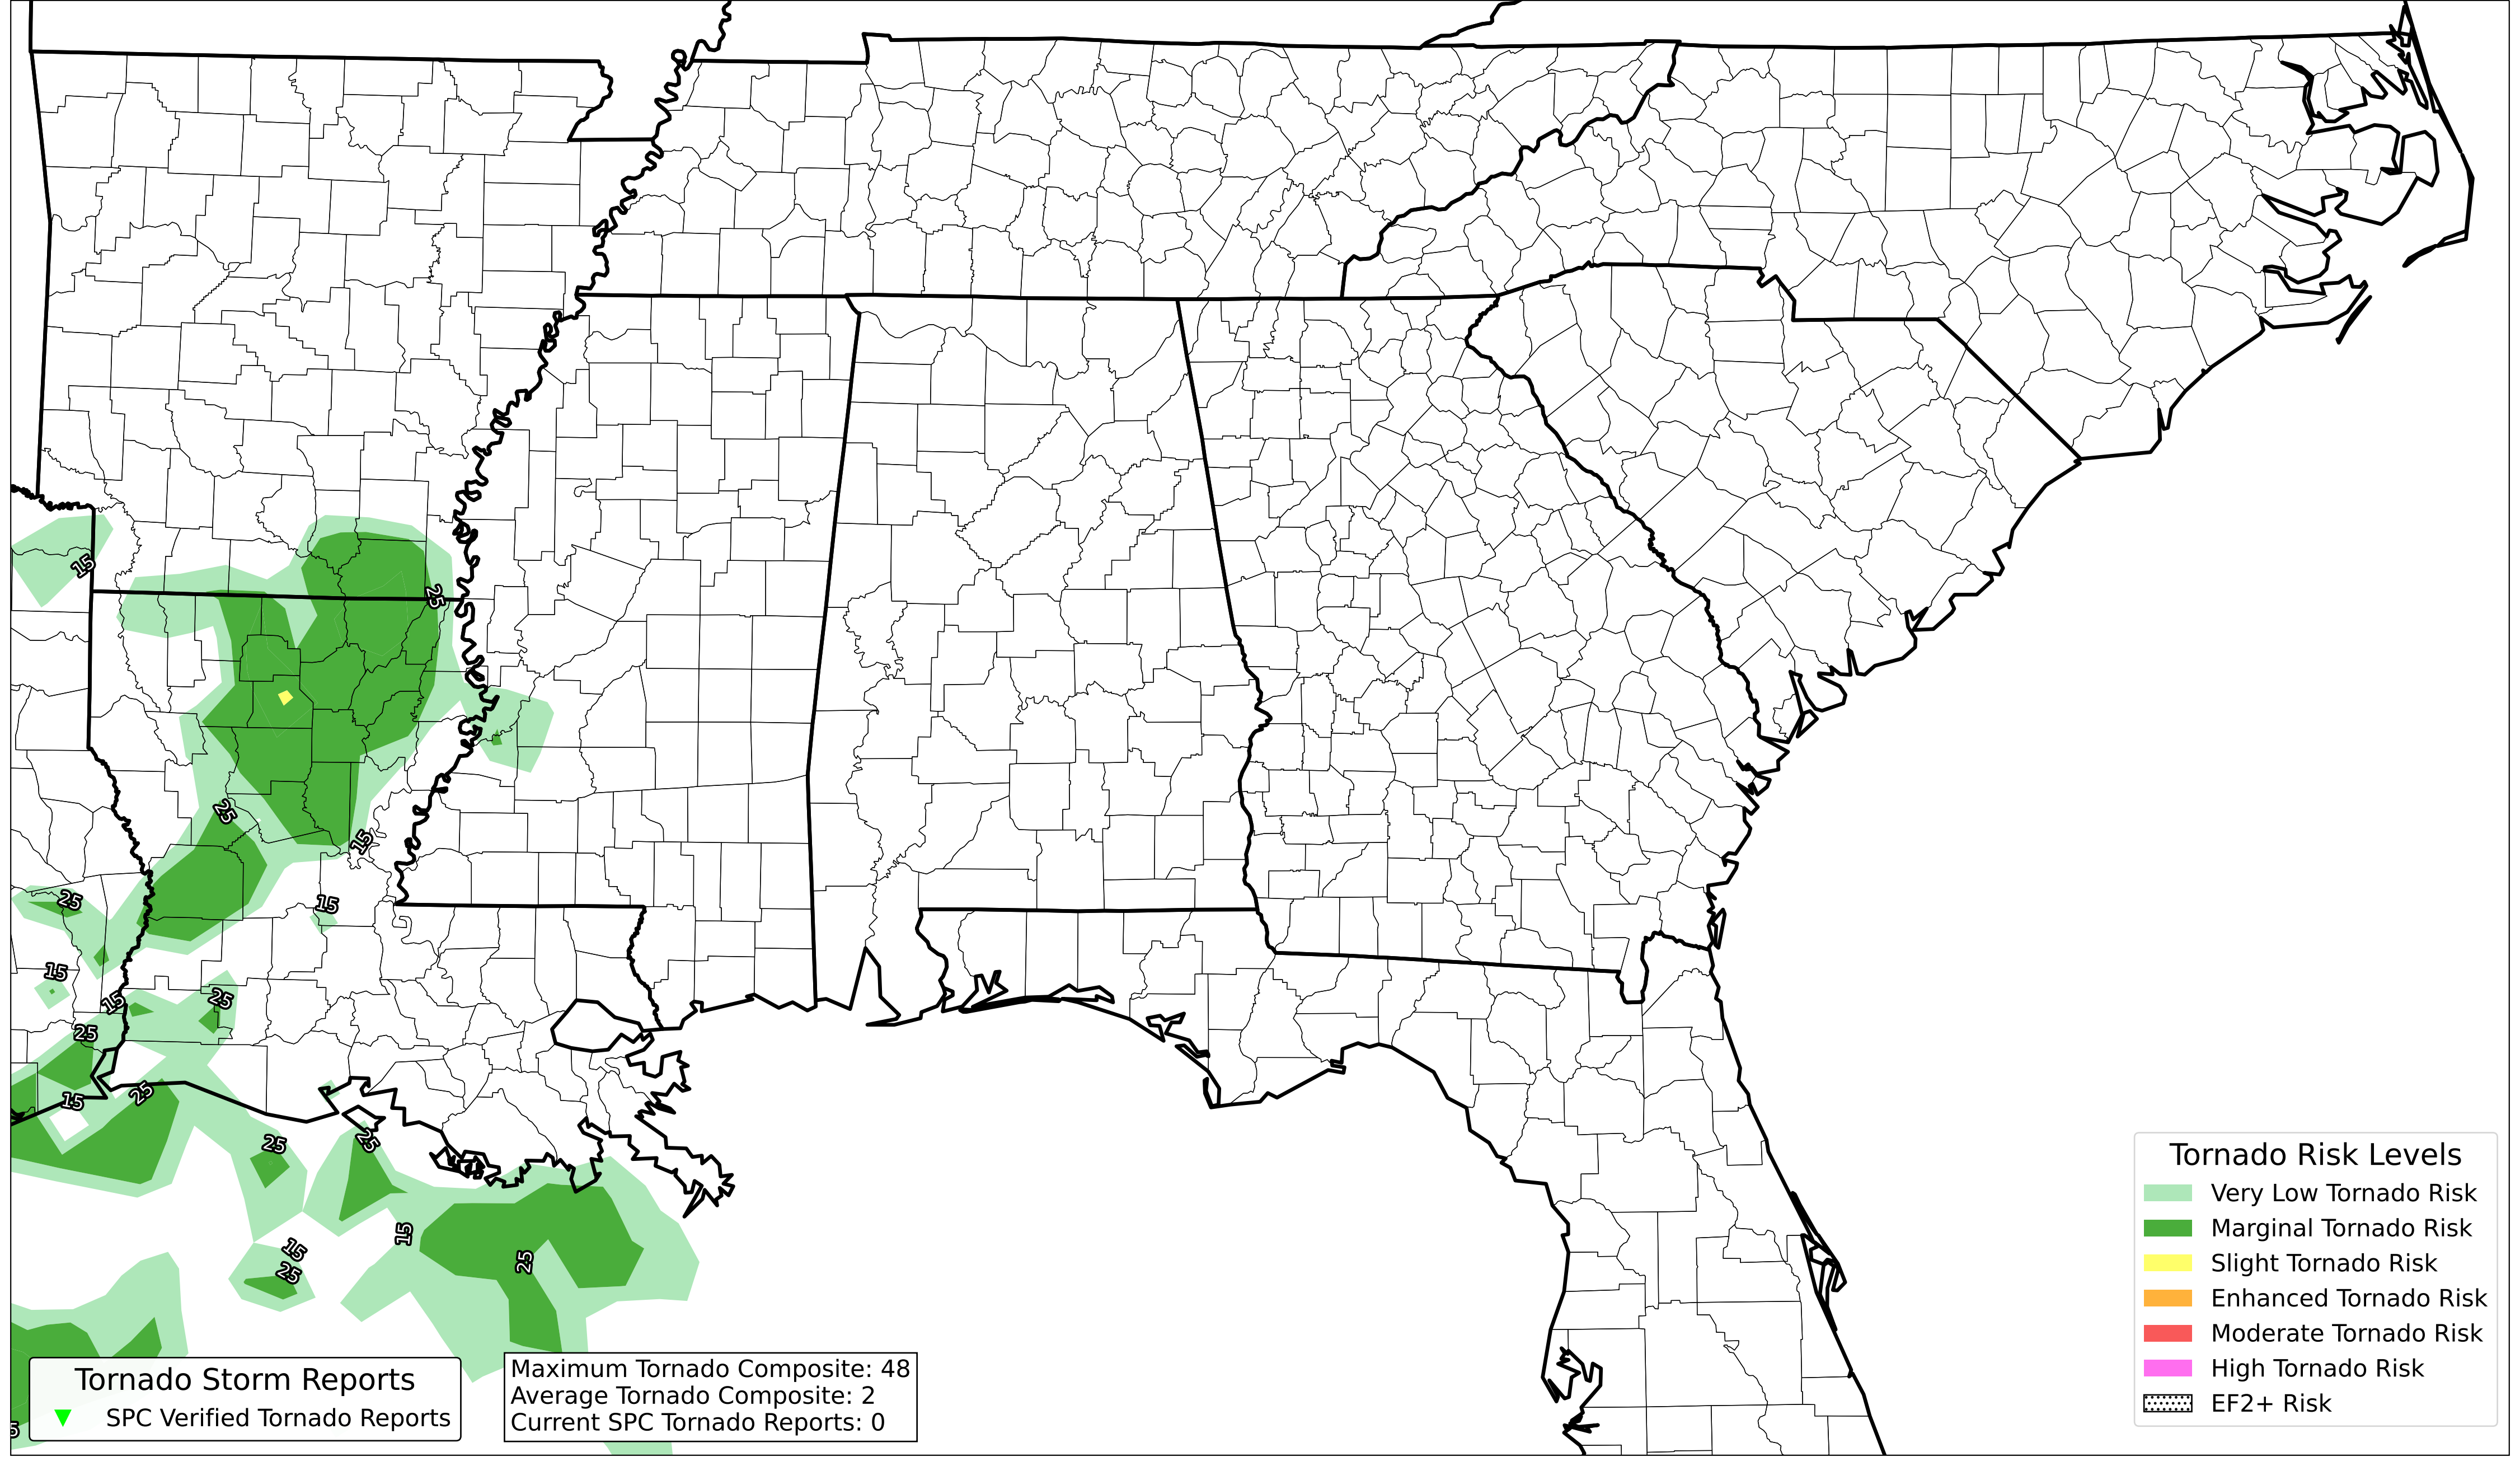 15
25
25
15
25
15
15
15
25
25
15
25
25
25
15
15
25
25
Tornado Risk Levels
Very Low Tornado Risk
Marginal Tornado Risk
Slight Tornado Risk
Enhanced Tornado Risk
Moderate Tornado Risk
High Tornado Risk
EF2+ Risk
Tornado Storm Reports
SPC Verified Tornado Reports
Maximum Tornado Composite: 48
Average Tornado Composite: 2
Current SPC Tornado Reports: 0